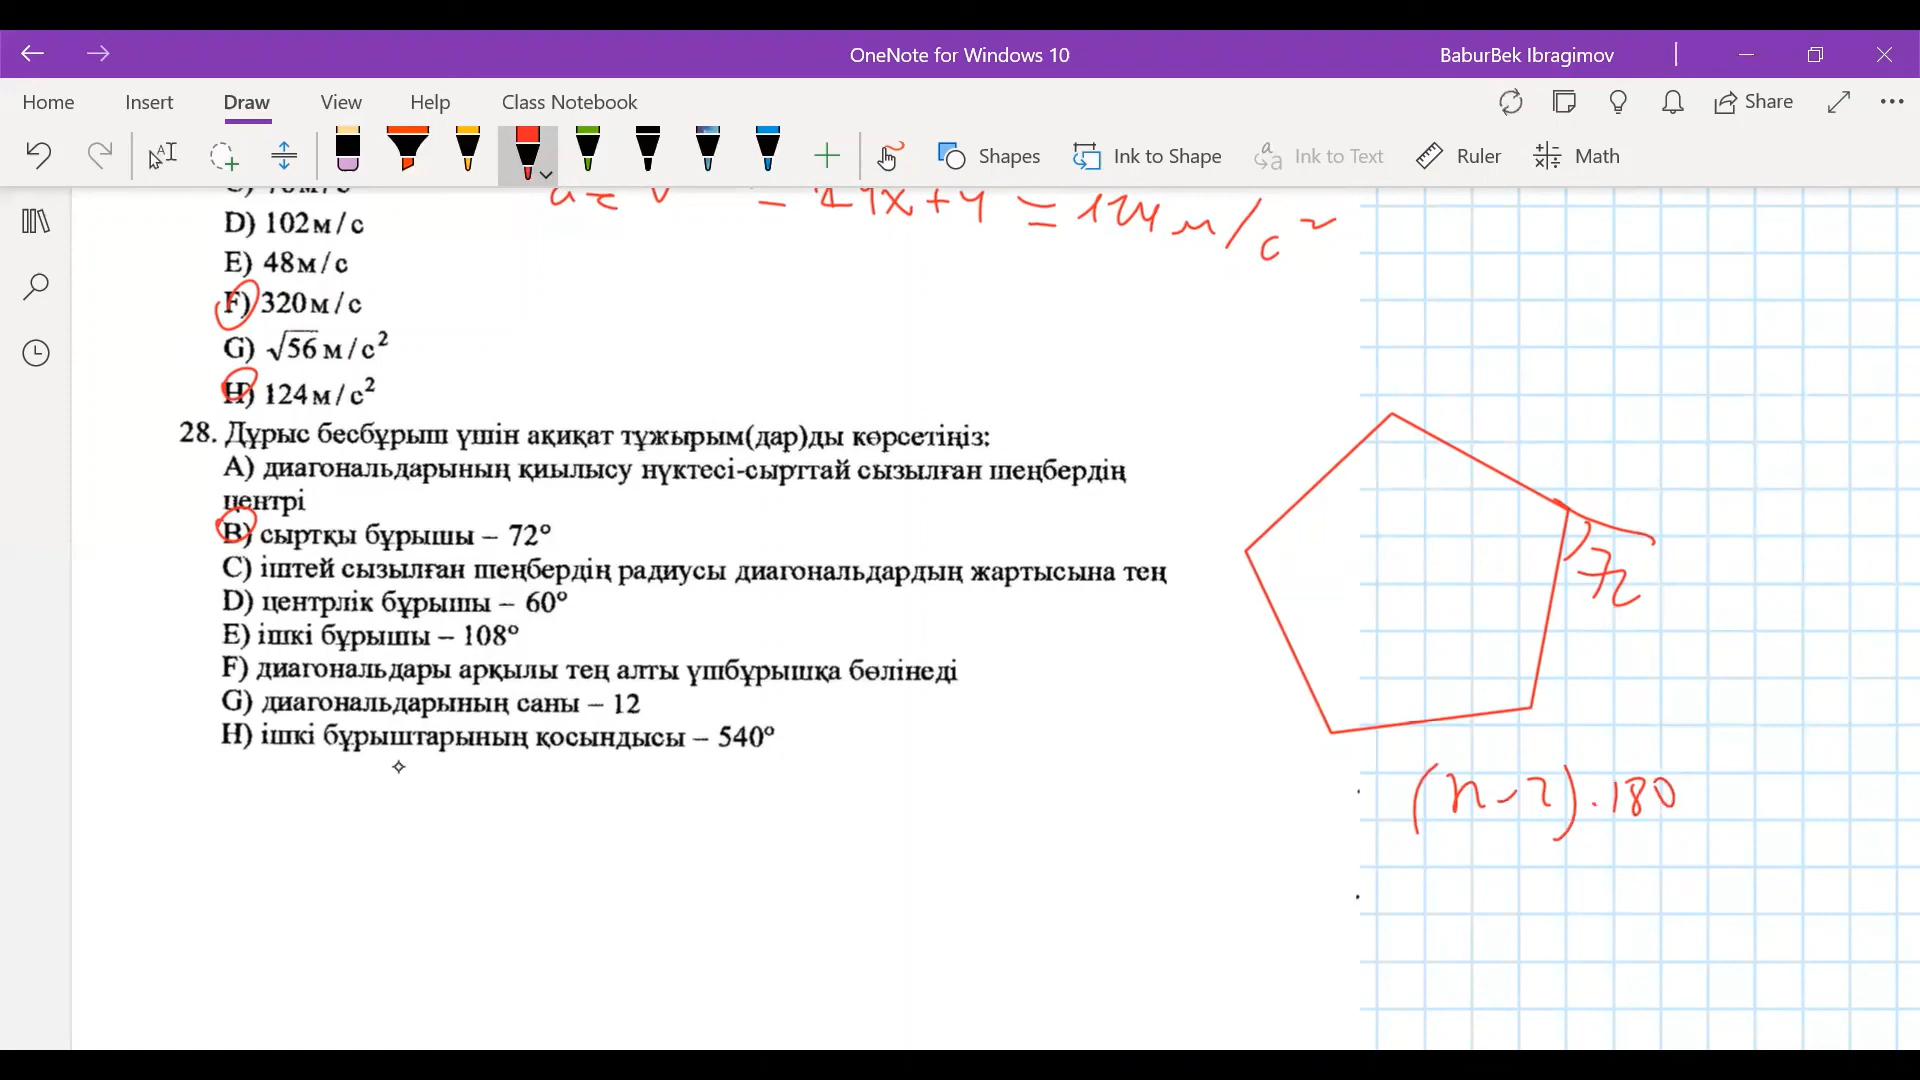 OneNote for Windows 10
BaburBek Ibragimov
Home Insert Draw View Help Class Notebook Share
Shapes Ink to Shape Ink to Text Ruler Math
= 24x+4 = 124 м/с²
D) 102м/с
E) 48м/с
F) 320м/с
G) √56м/с²
H) 124м/с²
28. Дұрыс бесбұрыш үшін ақиқат тұжырым(дар)ды көрсетіңіз:
A) диагональдарының қиылысу нүктесі-сырттай сызылған шеңбердің
центрі
B) сыртқы бұрышы – 72°
C) іштей сызылған шеңбердің радиусы диагональдардың жартысына тең
D) центрлік бұрышы – 60°
E) ішкі бұрышы – 108°
F) диагональдары арқылы тең алты үшбұрышқа бөлінеді
G) диагональдарының саны – 12
H) ішкі бұрыштарының қосындысы – 540°
72
(n-2).180